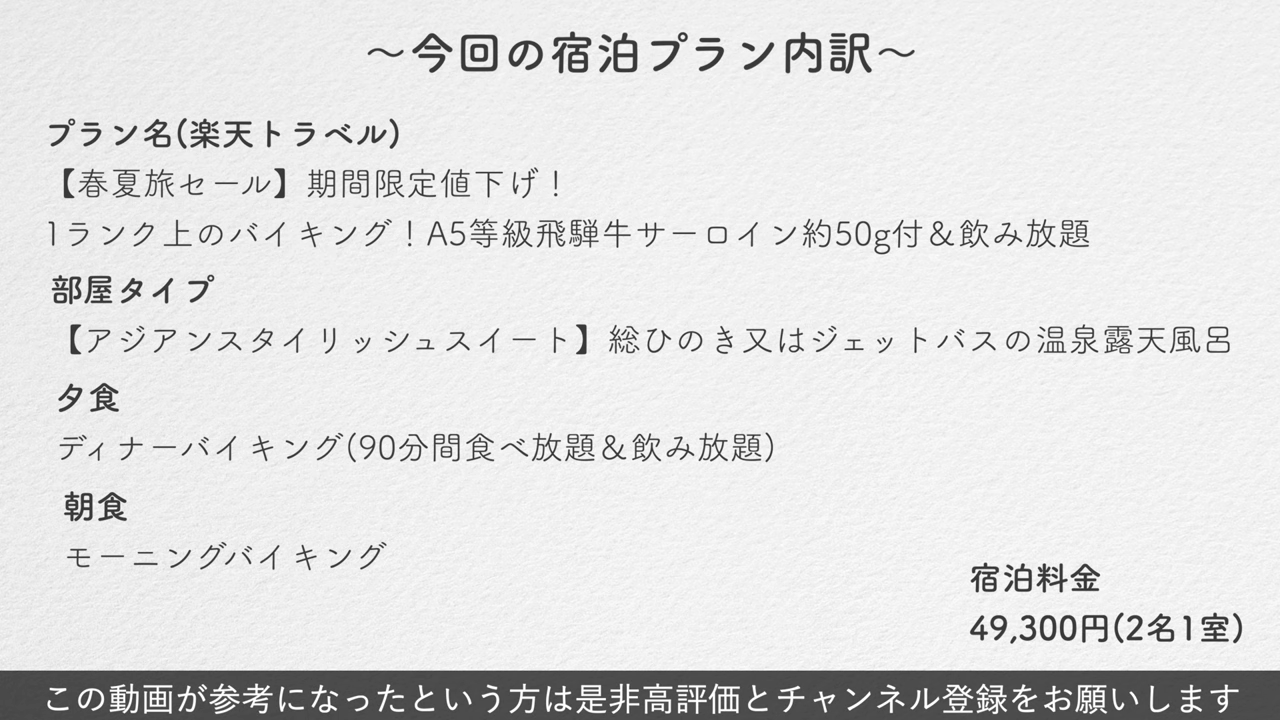 ～今回の宿泊プラン内訳～
プラン名(楽天トラベル)
【春夏旅セール】期間限定値下げ！
1ランク上のバイキング！A5等級飛騨牛サーロイン約50g付＆飲み放題
部屋タイプ
【アジアンスタイリッシュスイート】総ひのき又はジェットバスの温泉露天風呂
夕食
ディナーバイキング(90分間食べ放題＆飲み放題)
朝食
モーニングバイキング
宿泊料金
49,300円(2名1室)
この動画が参考になったという方は是非高評価とチャンネル登録をお願いします